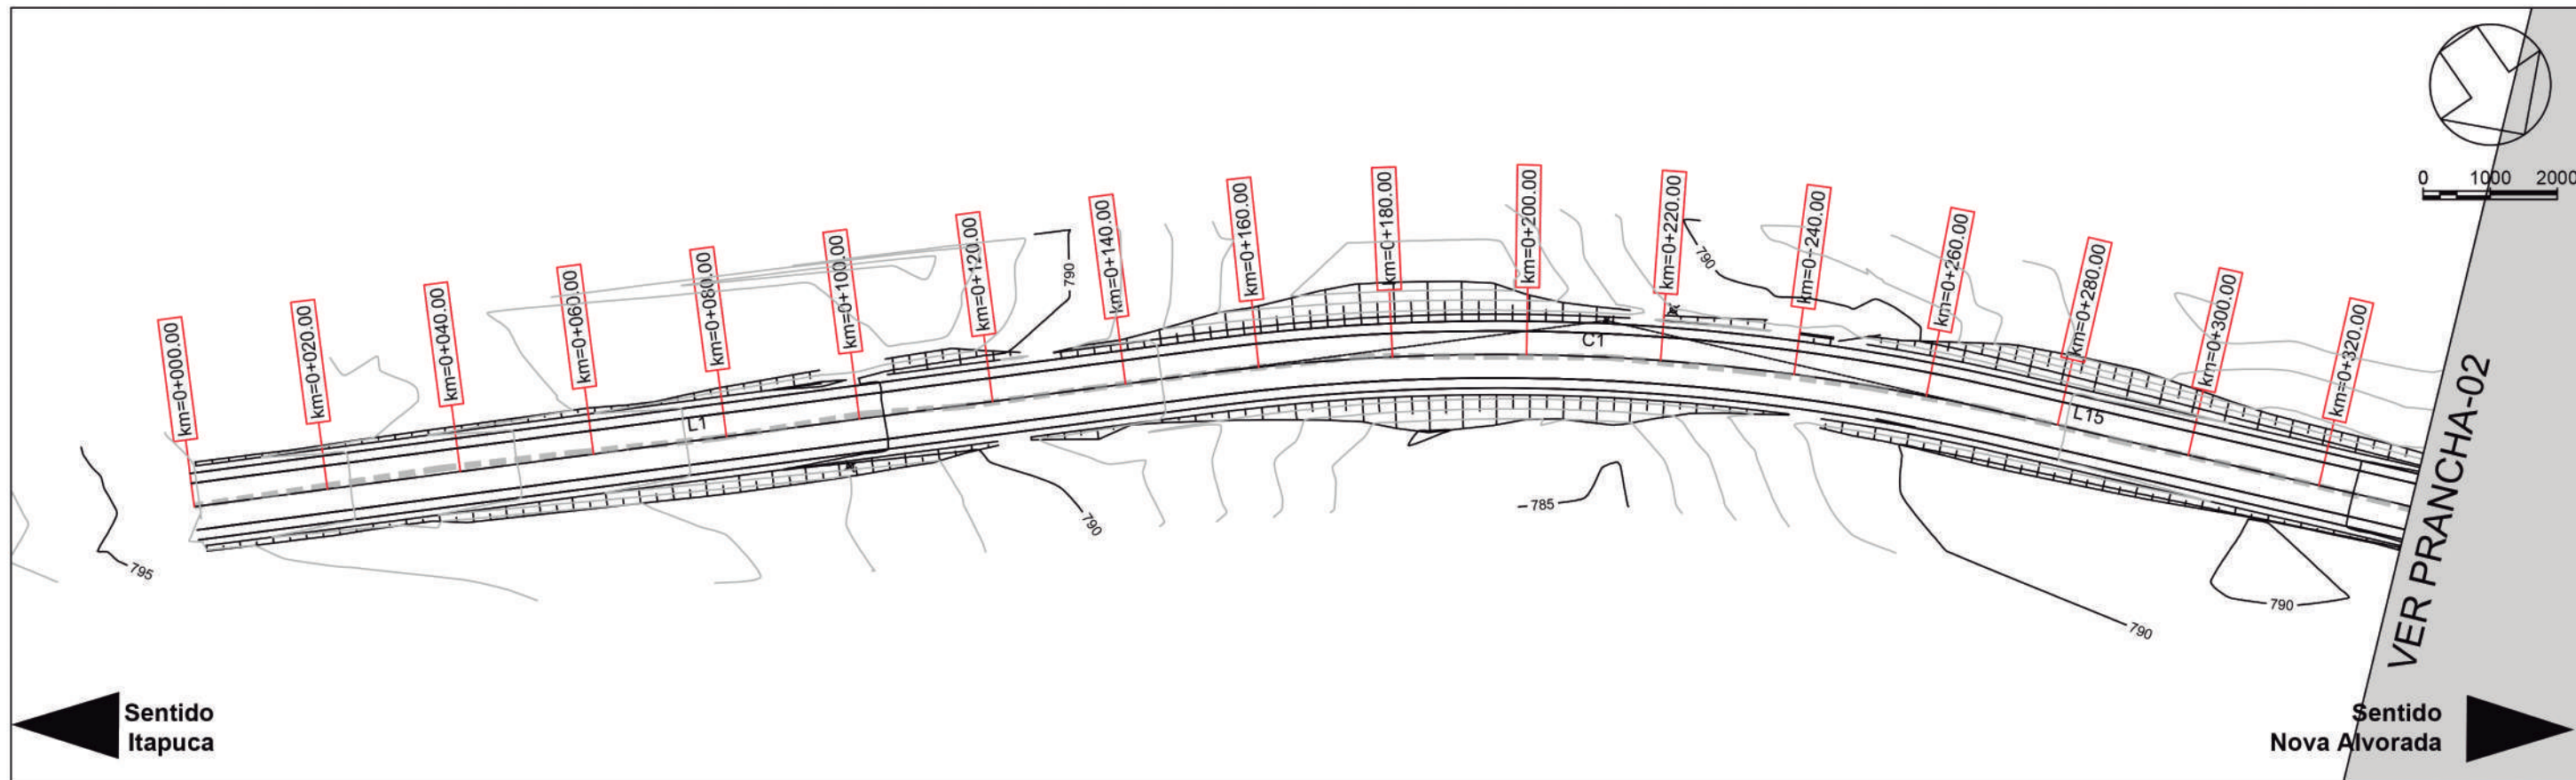 0 1000 2000
km=0+000.00
km=0+020.00
km=0+040.00
km=0+060.00
km=0+080.00
km=0+100.00
km=0+120.00
km=0+140.00
km=0+160.00
km=0+180.00
km=0+200.00
km=0+220.00
km=0+240.00
km=0+260.00
km=0+280.00
km=0+300.00
km=0+320.00
790
790
C1
L1
L15
795
790
785
790
790
VER PRANCHA-02
Sentido
Itapuca
Sentido
Nova Alvorada